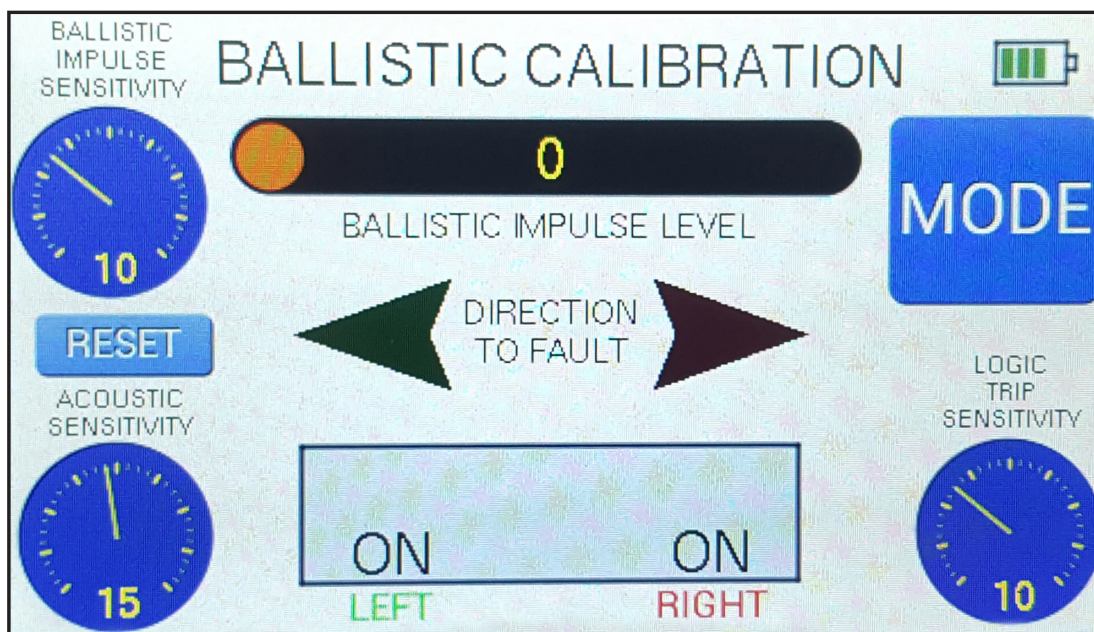 BALLISTIC
IMPULSE
SENSITIVITY
BALLISTIC CALIBRATION
0
MODE
BALLISTIC IMPULSE LEVEL
10
DIRECTION
TO FAULT
RESET
LOGIC
TRIP
SENSITIVITY
ACOUSTIC
SENSITIVITY
ON
ON
15
LEFT
RIGHT
10